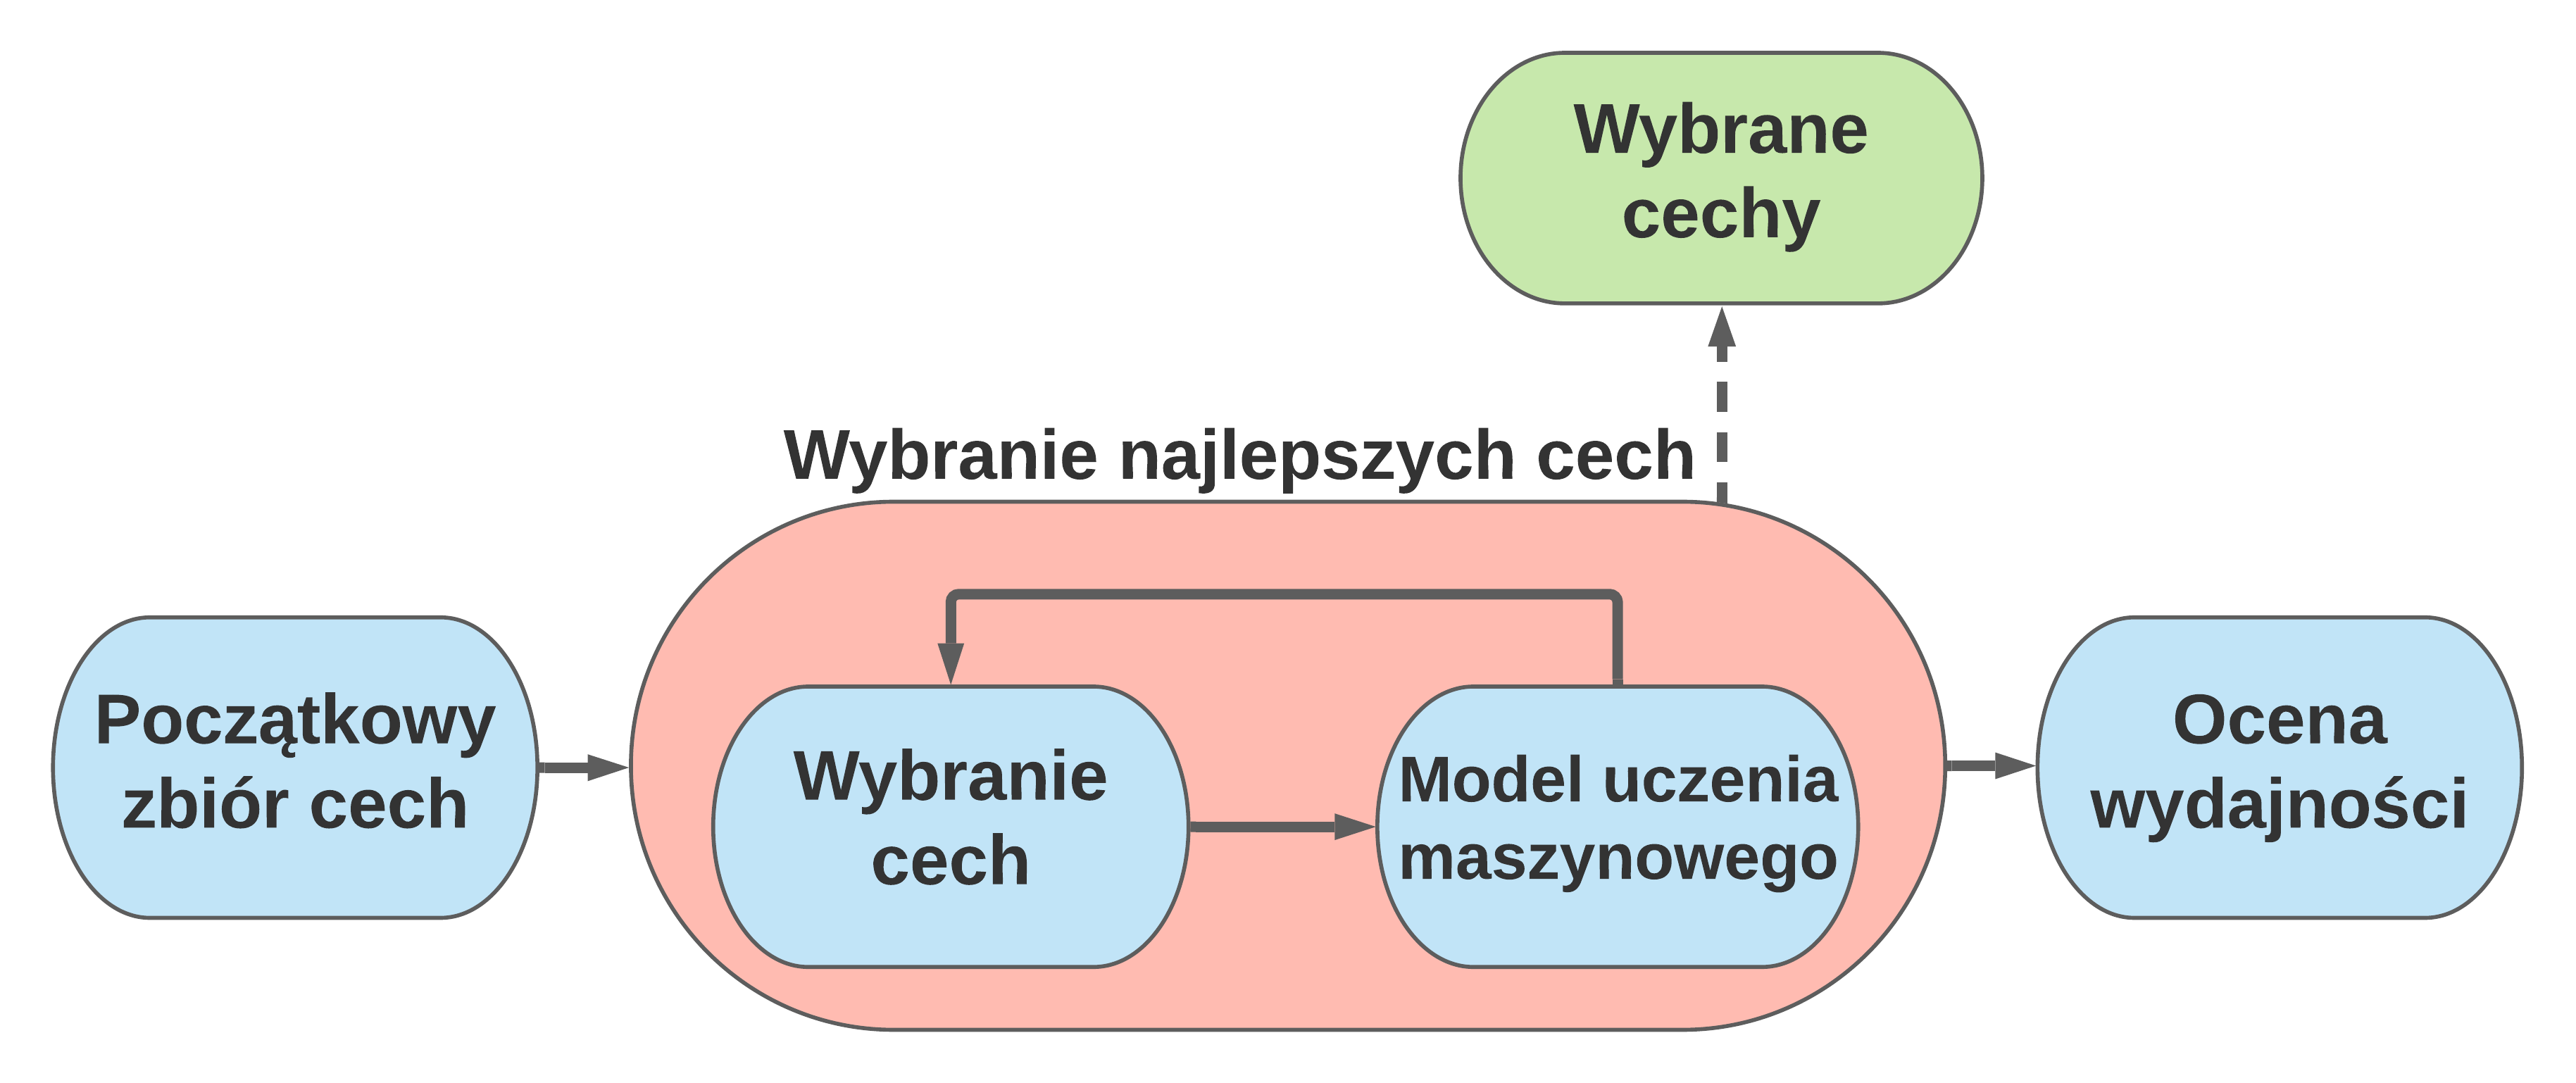 Wybrane
cechy
Wybranie najlepszych cech
Początkowy
zbiór cech
Wybranie
cech
Model uczenia
maszynowego
Ocena
wydajności